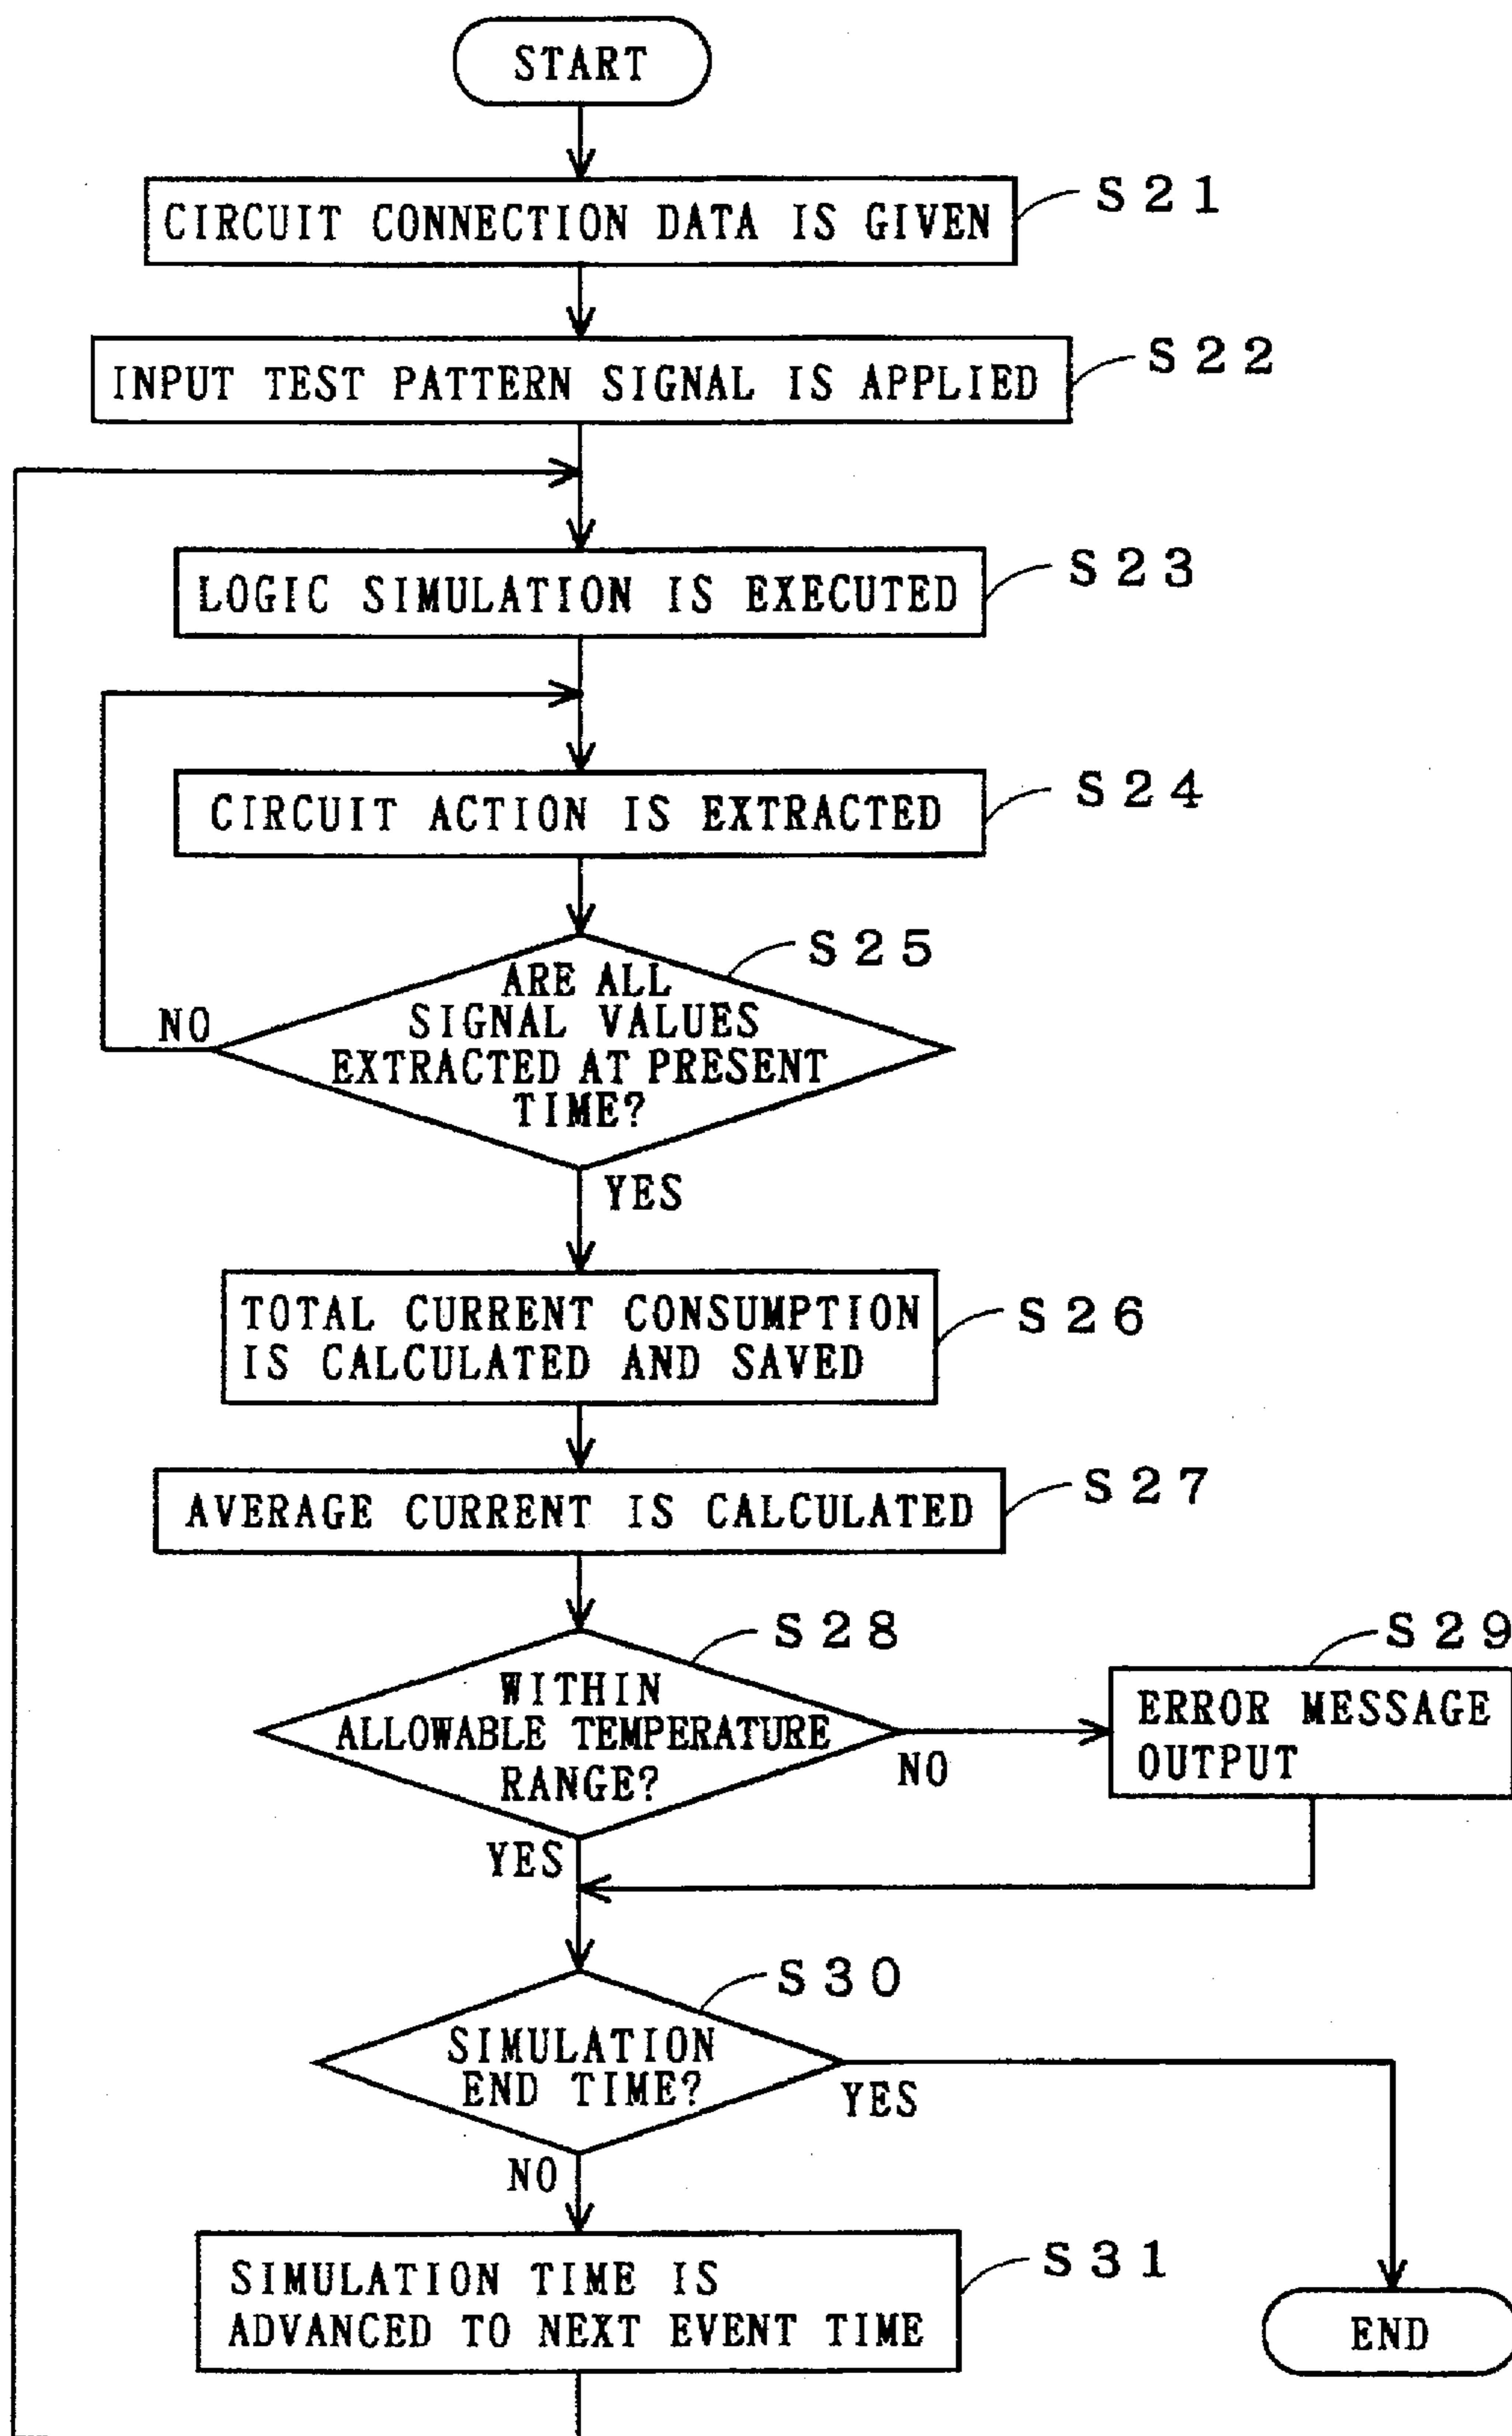 START
CIRCUIT CONNECTION DATA IS GIVEN
S21
INPUT TEST PATTERN SIGNAL IS APPLIED
S22
LOGIC SIMULATION IS EXECUTED
S23
CIRCUIT ACTION IS EXTRACTED
S24
S25
ARE ALL
SIGNAL VALUES
EXTRACTED AT PRESENT
TIME?
NO
YES
TOTAL CURRENT CONSUMPTION
IS CALCULATED AND SAVED
S26
AVERAGE CURRENT IS CALCULATED
S27
S28
WITHIN
ALLOWABLE TEMPERATURE
RANGE?
NO
YES
S29
ERROR MESSAGE
OUTPUT
S30
SIMULATION
END TIME?
YES
NO
SIMULATION TIME IS
ADVANCED TO NEXT EVENT TIME
S31
END